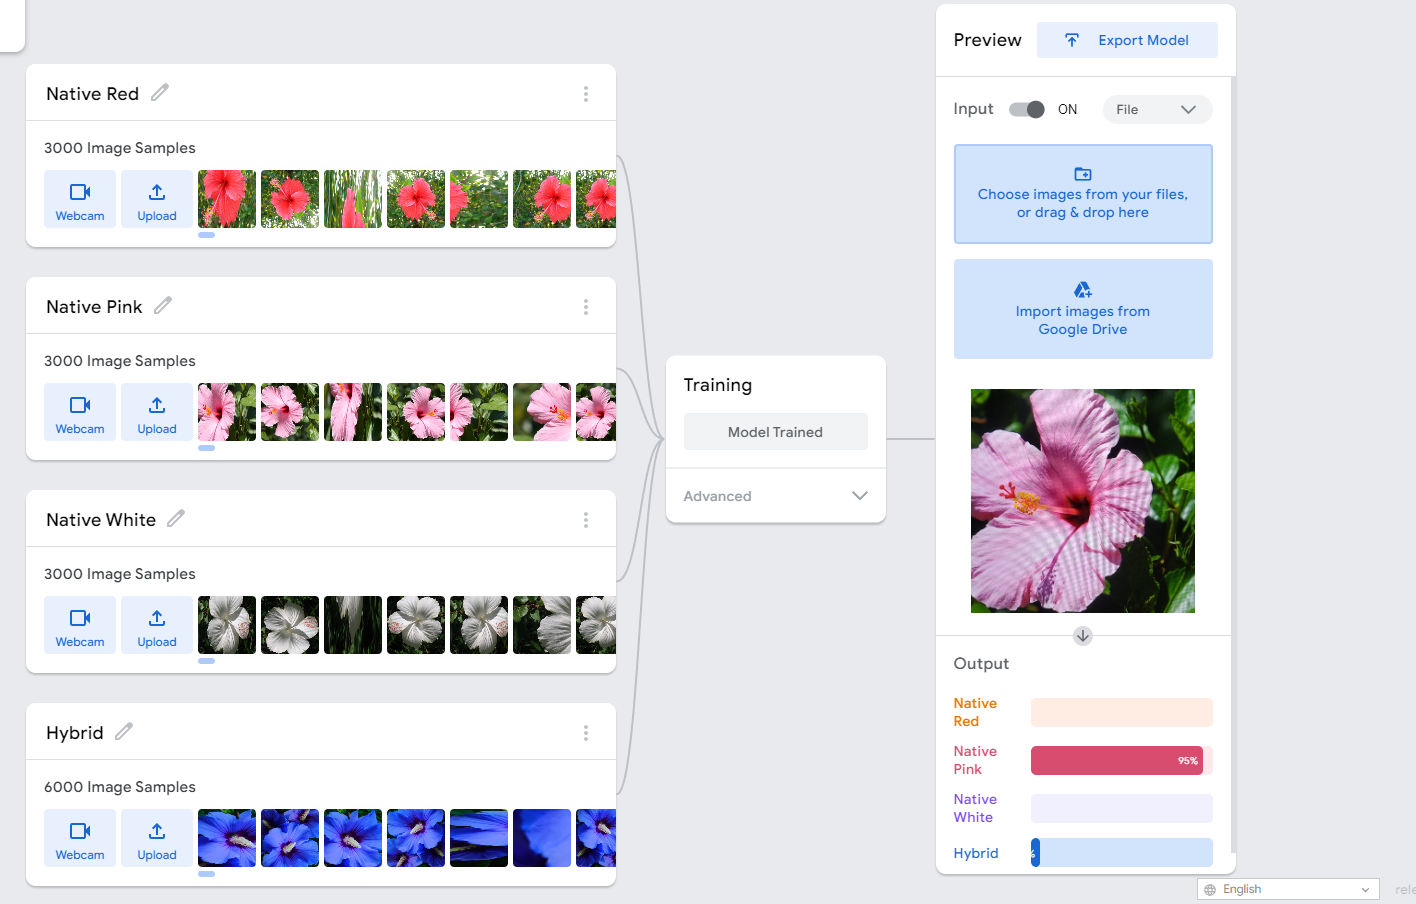 Native Red
3000 Image Samples
Webcam
Upload
Native Pink
3000 Image Samples
Webcam
Upload
Native White
3000 Image Samples
Webcam
Upload
Hybrid
6000 Image Samples
Webcam
Upload
Training
Model Trained
Advanced
Preview
Export Model
Input
ON
File
Choose images from your files,
or drag & drop here
Import images from
Google Drive
Output
Native
Red
Native
Pink
95%
Native
White
Hybrid
English